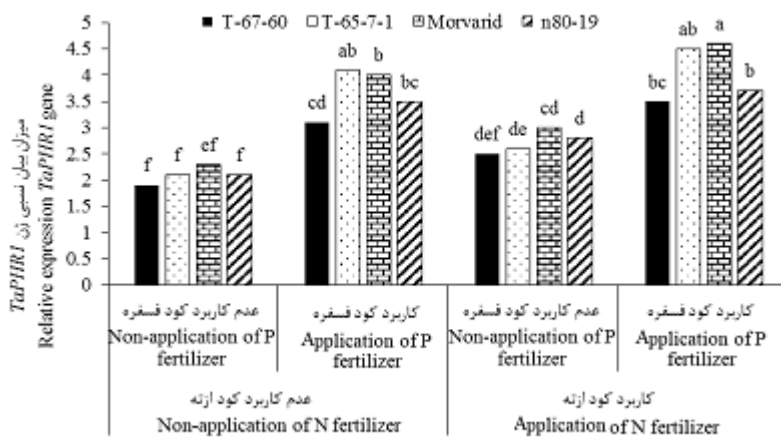 T-67-60 T-65-7-1 Morvarid n80-19
میزان بیان نسبی ژن TaPHR1
Relative expression TaPHR1 gene
5
4.5
4
3.5
3
2.5
2
1.5
1
0.5
0
f f ef f
cd ab b bc
def de cd d
bc ab a b
عدم کاربرد کود فسفره
Non-application of P
fertilizer
کاربرد کود فسفره
Application of P
fertilizer
عدم کاربرد کود فسفره
Non-application of P
fertilizer
کاربرد کود فسفره
Application of P
fertilizer
عدم کاربرد کود ازته
Non-application of N fertilizer
کاربرد کود ازته
Application of N fertilizer